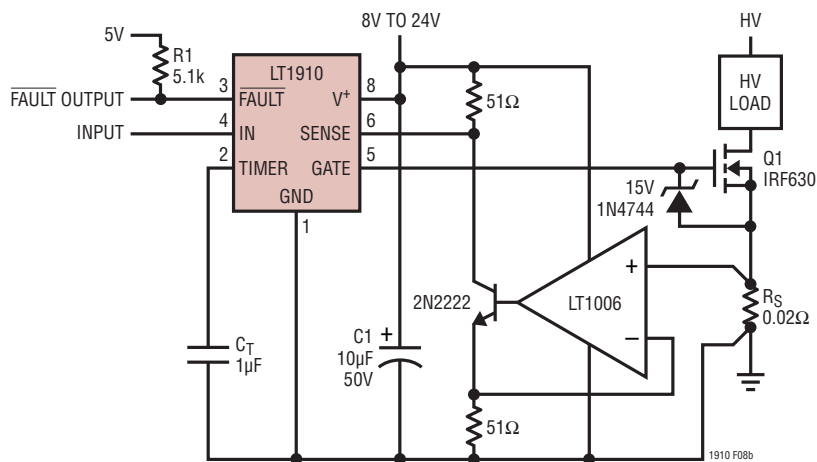 8V TO 24V
HV
5V
R1
5.1k
LT1910
HV
LOAD
FAULT OUTPUT
3
FAULT
V+
8
51Ω
INPUT
4
IN
SENSE
6
2
TIMER
GATE
5
Q1
IRF630
GND
15V
1N4744
1
+
2N2222
LT1006
RS
0.02Ω
CT
1µF
C1
+
10µF
50V
–
51Ω
1910 F08b